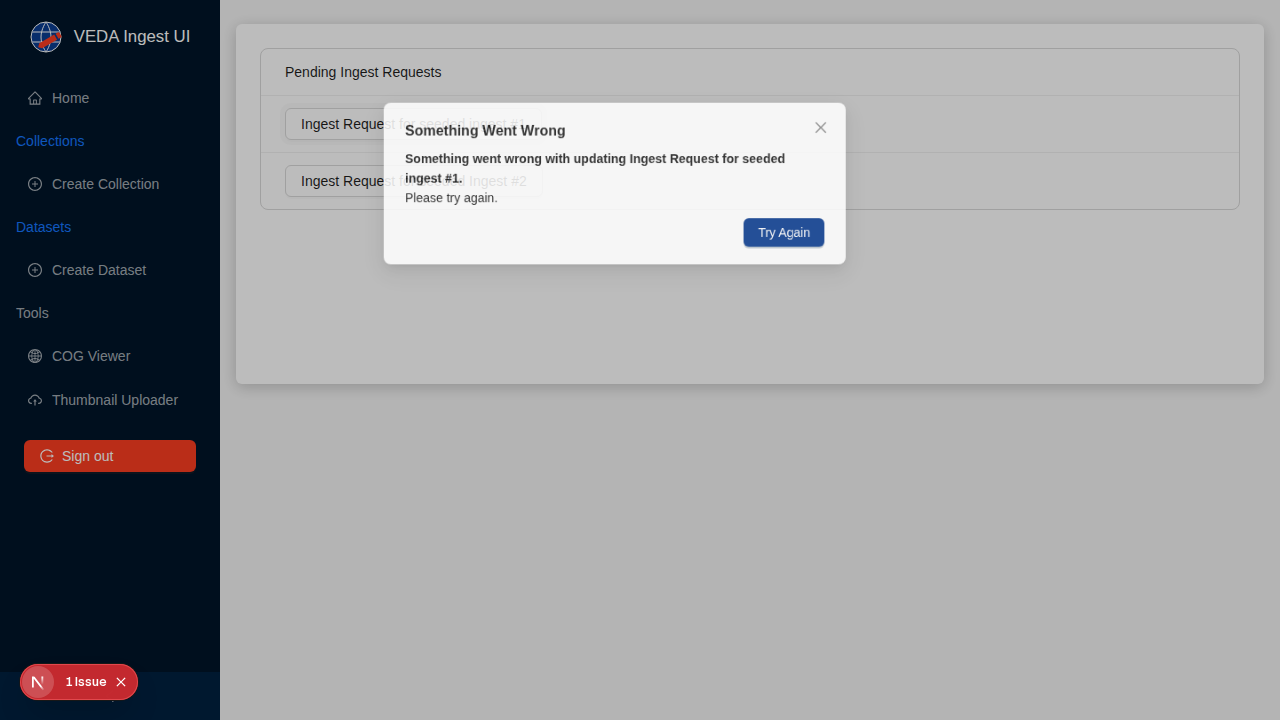 VEDA Ingest UI
Home
Collections
Create Collection
Datasets
Create Dataset
Tools
COG Viewer
Thumbnail Uploader
Sign out
1 Issue
Pending Ingest Requests
Ingest Request for seeded ingest #1
Ingest Request for seeded Ingest #2
Something Went Wrong
Something went wrong with updating Ingest Request for seeded
ingest #1.
Please try again.
Try Again